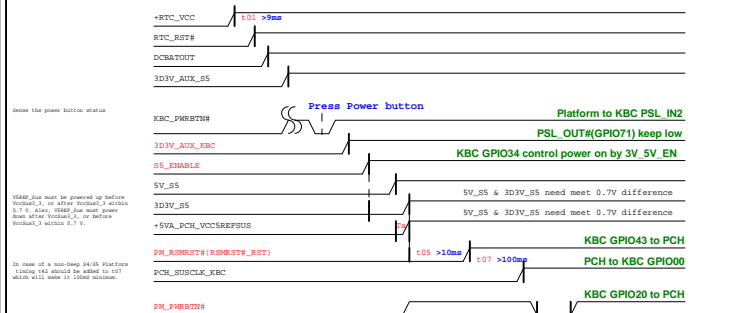 +RTC_VCC
t01 >9ms
RTC_RST#
DCBATOUT
3D3V_AUX_S5
Press Power button
Sense the power button status
KBC_PWRBTN#
Platform to KBC PSL_IN2
PSL_OUT#(GPIO71) keep low
3D3V_AUX_KBC
KBC GPIO34 control power on by 3V_5V_EN
S5_ENABLE
5V_S5
5V_S5 & 3D3V_S5 need meet 0.7V difference
V5REF_Sus must be powered up before
VccSus3_3, or after VccSus3_3 within
0.7 V. Also, V5REF_Sus must power
down after VccSus3_3, or before
VccSus3_3 within 0.7 V.
3D3V_S5
5V_S5 & 3D3V_S5 need meet 0.7V difference
+5VA_PCH_VCC5REFSUS
Ta
KBC GPIO43 to PCH
PM_RSMRST#(RSMRST#_RST)
t05 >10ms
t07 >100ms
PCH to KBC GPIO00
In case of a non-Deep S4/S5 Platform
timing t42 should be added to t07
which will make it 100mS minimum.
PCH_SUSCLK_KBC
KBC GPIO20 to PCH
PM_PWRBTN#